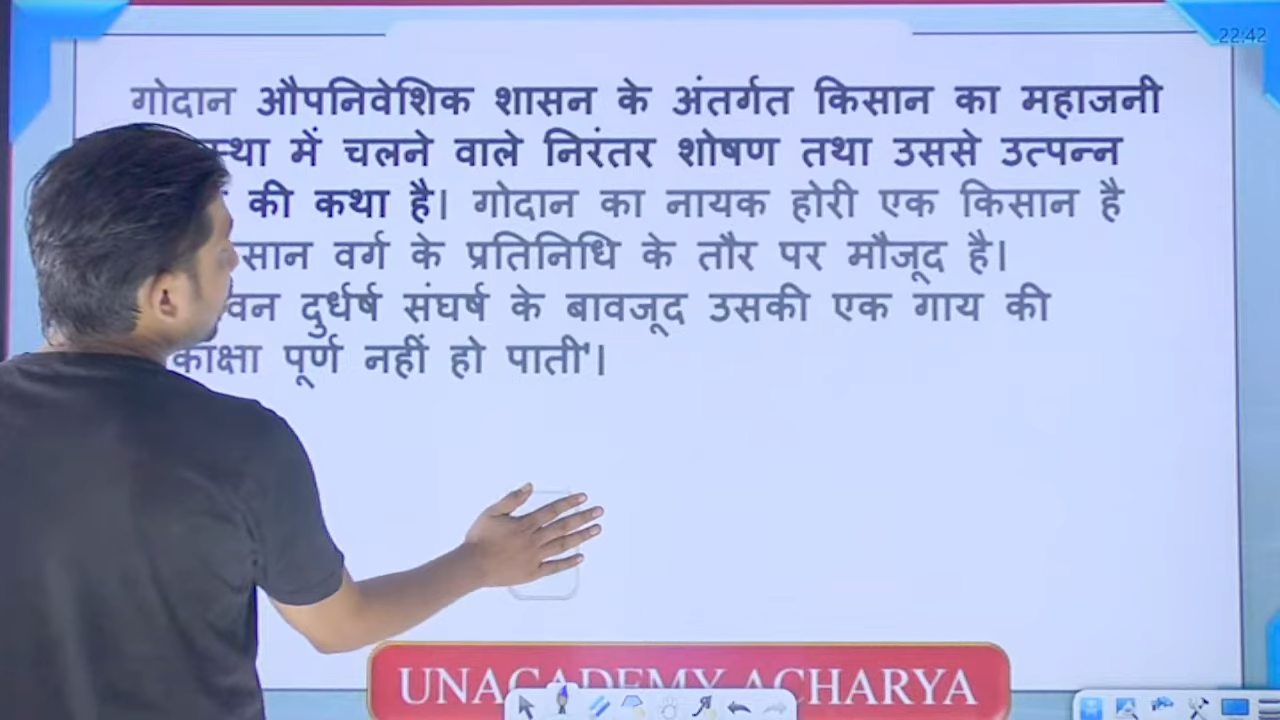 22:42
गोदान औपनिवेशिक शासन के अंतर्गत किसान का महाजनी
में चलने वाले निरंतर शोषण तथा उससे उत्पन्न
की कथा है। गोदान का नायक होरी एक किसान है
वर्ग के प्रतिनिधि के तौर पर मौजूद है।
दुर्धर्ष संघर्ष के बावजूद उसकी एक गाय की
पूर्ण नहीं हो पाती'।
UNACADEMY ACHARYA